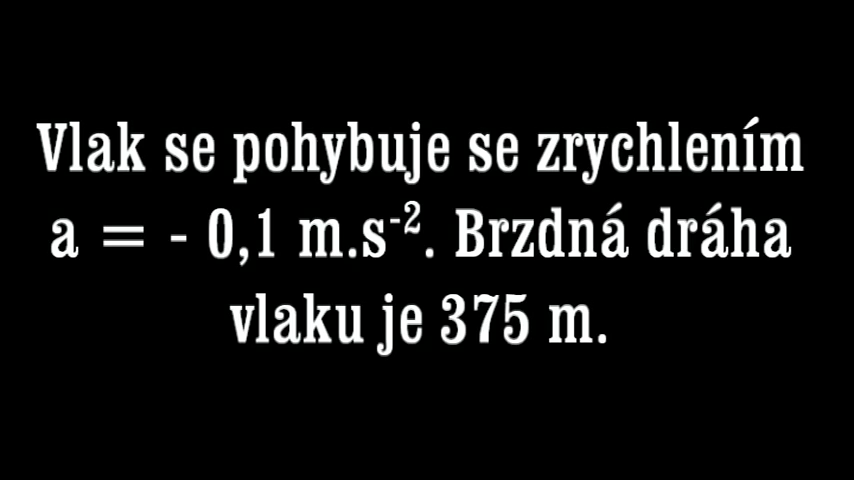 Vlak se pohybuje se zrychlením
a = - 0,1 m.s⁻². Brzdná dráha
vlaku je 375 m.